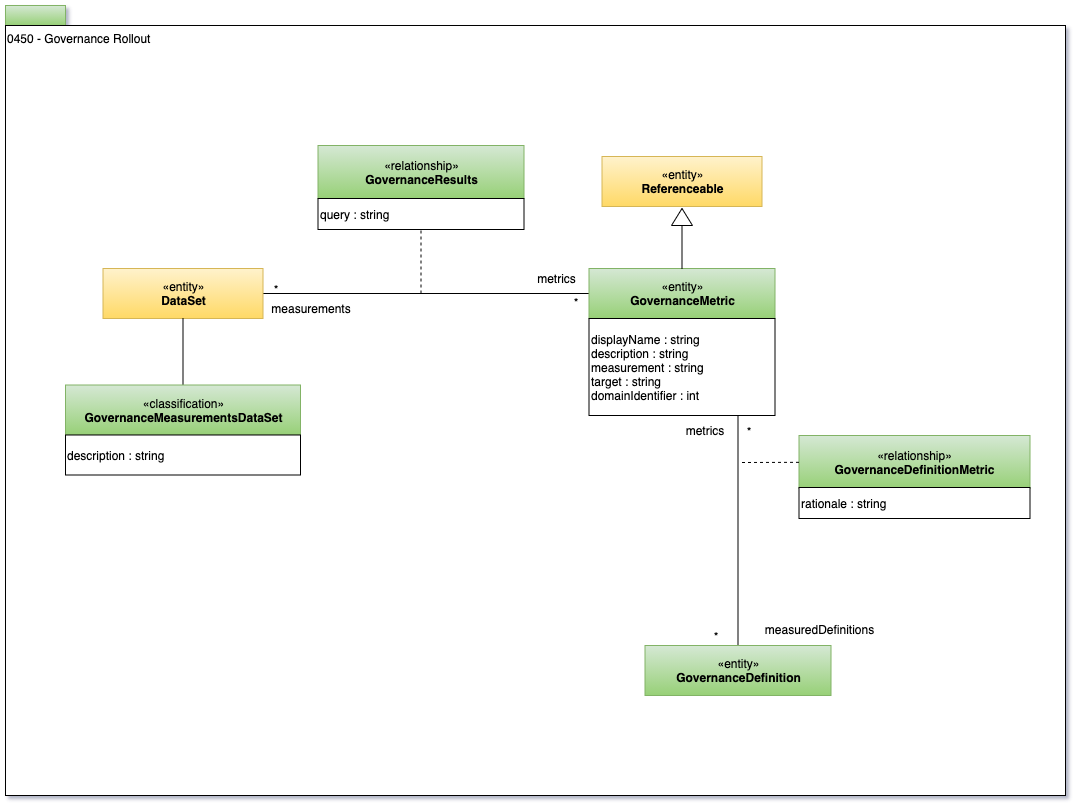 0450 - Governance Rollout
«relationship»
GovernanceResults
query : string
«entity»
Referenceable
«entity»
DataSet
*
measurements
metrics
*
«entity»
GovernanceMetric
displayName : string
description : string
measurement : string
target : string
domainIdentifier : int
«classification»
GovernanceMeasurementsDataSet
description : string
metrics
*
«relationship»
GovernanceDefinitionMetric
rationale : string
*
measuredDefinitions
«entity»
GovernanceDefinition